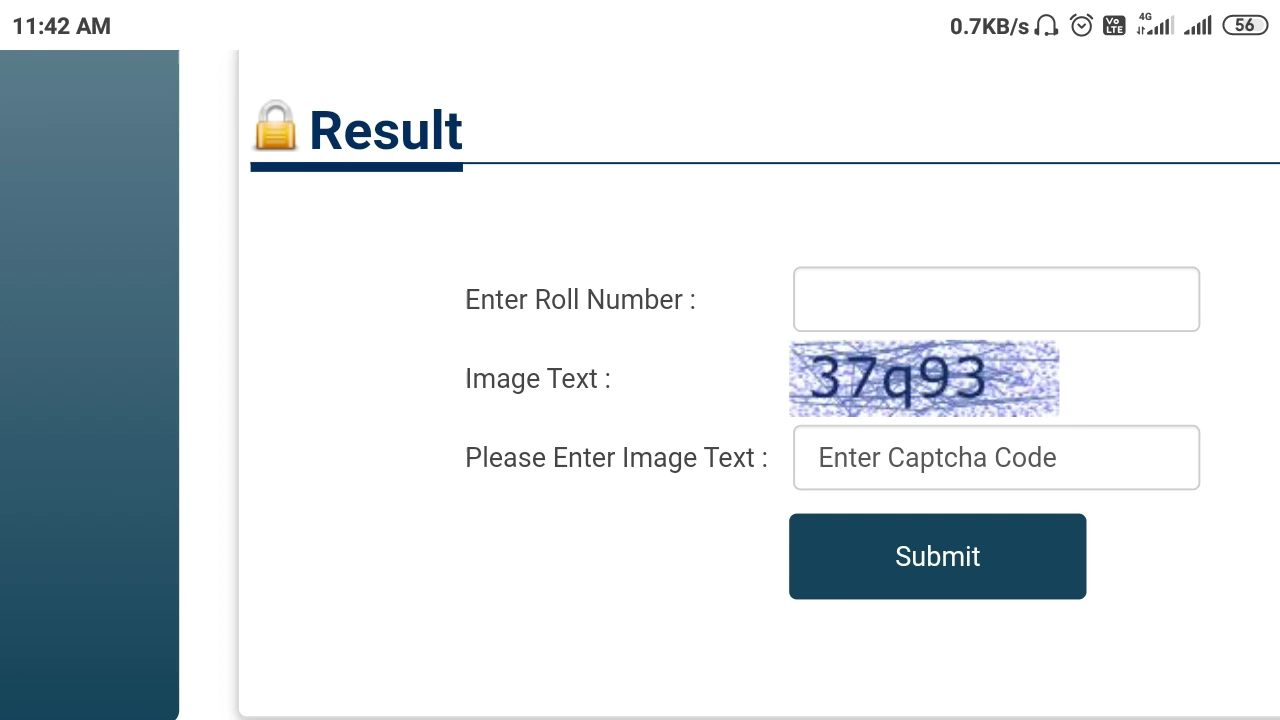 11:42 AM
0.7KB/s
Vo LTE
4G
56
Result
Enter Roll Number :
Image Text :
37q93
Please Enter Image Text :
Enter Captcha Code
Submit